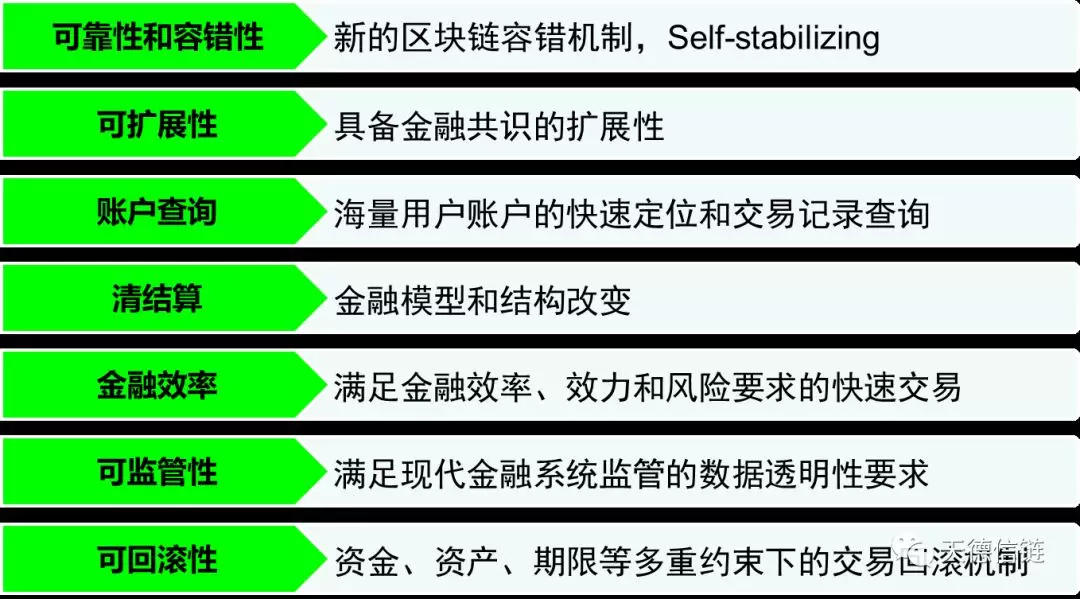 可靠性和容错性
新的区块链容错机制，Self-stabilizing
可扩展性
具备金融共识的扩展性
账户查询
海量用户账户的快速定位和交易记录查询
清结算
金融模型和结构改变
金融效率
满足金融效率、效力和风险要求的快速交易
可监管性
满足现代金融系统监管的数据透明性要求
可回滚性
资金、资产、期限等多重约束下的交易回滚机制
天德信链